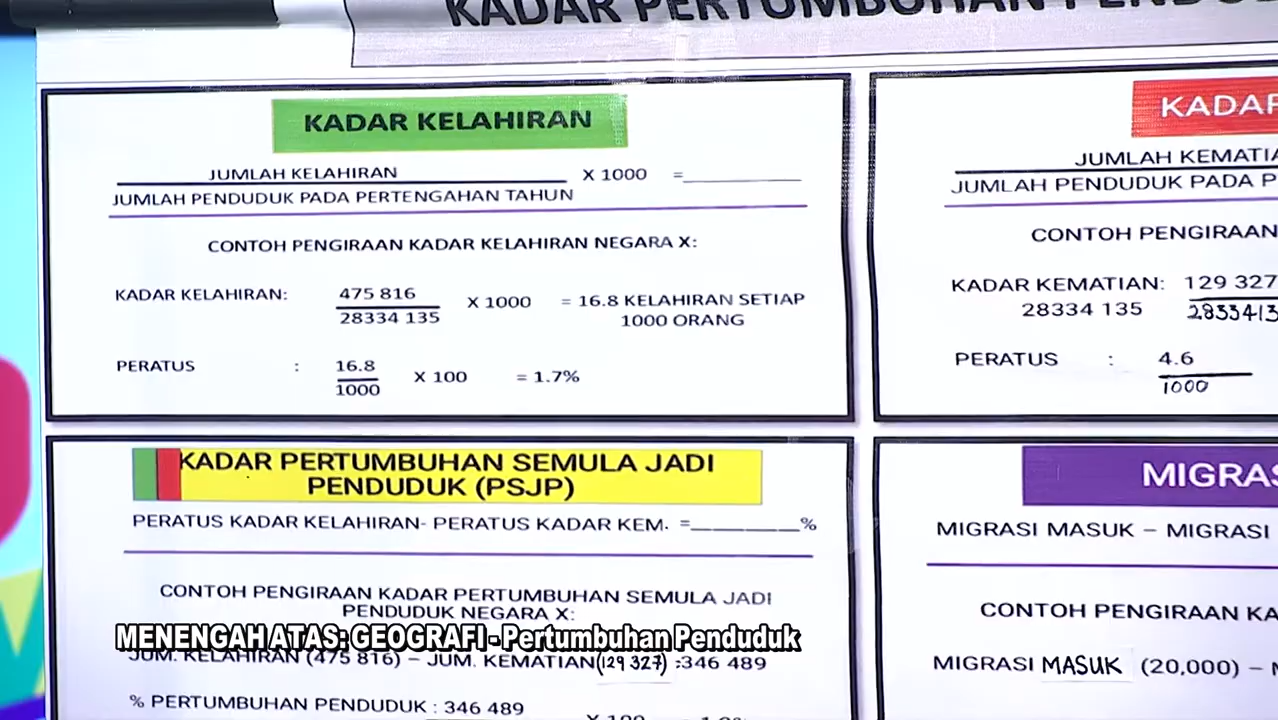 KADAR PERTUMBUHAN
KADAR KELAHIRAN
JUMLAH KELAHIRAN X 1000 =__________
JUMLAH PENDUDUK PADA PERTENGAHAN TAHUN
CONTOH PENGIRAAN KADAR KELAHIRAN NEGARA X:
KADAR KELAHIRAN: 475 816 X 1000 = 16.8 KELAHIRAN SETIAP
28334 135 1000 ORANG
PERATUS : 16.8 X 100 = 1.7%
1000
KADAR
JUMLAH
JUMLAH PENDUDUK PADA
CONTOH PENGIRAAN
KADAR KEMATIAN: 129 327
28334 135 2833413
PERATUS : 4.6
1000
KADAR PERTUMBUHAN SEMULA JADI
PENDUDUK (PSJP)
PERATUS KADAR KELAHIRAN- PERATUS KADAR KEM. =__________%
CONTOH PENGIRAAN KADAR PERTUMBUHAN SEMULA JADI
PENDUDUK NEGARA X:
JUM. KELAHIRAN (475 816) – JUM. KEMATIAN(129 327) :346 489
% PERTUMBUHAN PENDUDUK : 346 489
X 100
MIGRASI MASUK – MIGRASI
CONTOH PENGIRAAN
MIGRASI MASUK (20,000) –
MENENGAH ATAS: GEOGRAFI - Pertumbuhan Penduduk